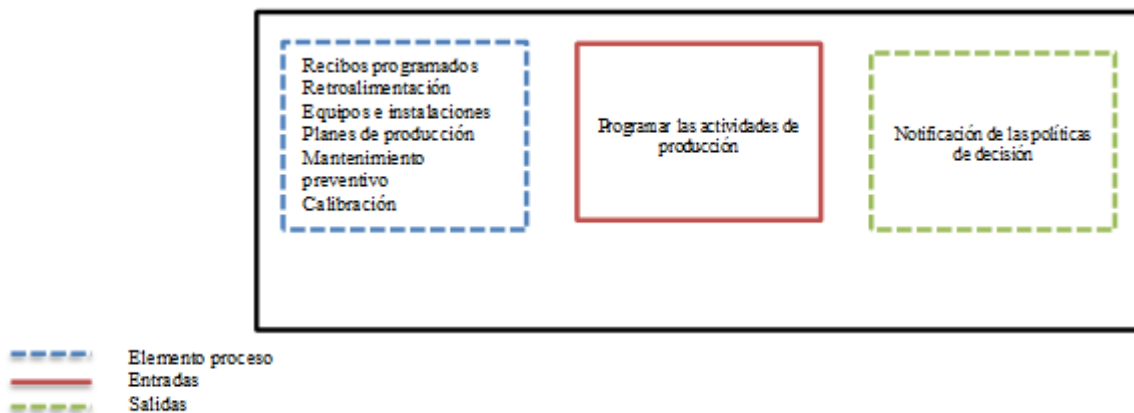 Recibos programados
Retroalimentación
Equipos e instalaciones
Planes de producción
Mantenimiento
preventivo
Calibración
Programar las actividades de
producción
Notificación de las políticas
de decisión
Elemento proceso
Entradas
Salidas